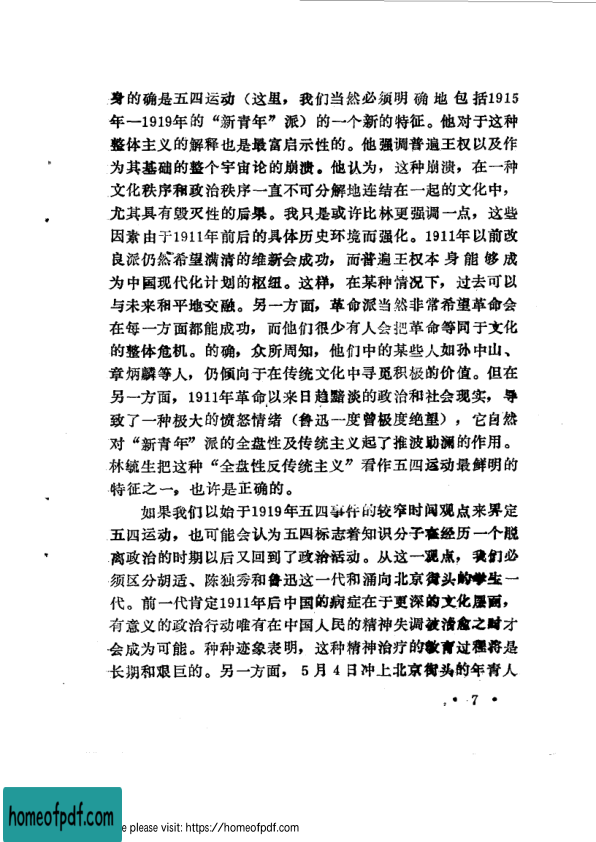 身的确是五四运动（这里，我们当然必须明确地包括1915
年—1919年的“新青年”派）的一个新的特征。他对于这种
整体主义的解释也是最富启示性的。他强调普遍王权以及作
为其基础的整个宇宙论的崩溃。他认为，这种崩溃，在一种
文化秩序和政治秩序一直不可分解地连结在一起的文化中，
尤其具有毁灭性的后果。我只是或许比林更强调一点，这些
因素由于1911年前后的具体历史环境而强化。1911年以前改
良派仍然希望满清的维新会成功，而普遍王权本身能够成
为中国现代化计划的枢纽。这样，在某种情况下，过去可以
与未来和平地交融。另一方面，革命派当然非常希望革命会
在每一方面都能成功，而他们很少有人会把革命等同于文化
的整体危机。的确，众所周知，他们中的某些人如孙中山、
章炳麟等人，仍倾向于在传统文化中寻觅积极的价值。但在
另一方面，1911年革命以来日趋黯淡的政治和社会现实，导
致了一种极大的愤怒情绪（鲁迅一度曾极度绝望），它自然
对“新青年”派的全盘性及传统主义起了推波助澜的作用。
林毓生把这种“全盘性反传统主义”看作五四运动最鲜明的
特征之一，也许是正确的。
如果我们以始于1919年五四事件的较窄时间观点来界定
五四运动，也可能会认为五四标志着知识分子在经历一个脱
离政治的时期以后又回到了政治活动。从这一观点，我们必
须区分胡适、陈独秀和鲁迅这一代和涌向北京街头的学生一
代。前一代肯定1911年后中国的病症在于更深的文化层面，
有意义的政治行动唯有在中国人民的精神失调被清愈之时才
会成为可能。种种迹象表明，这种精神治疗的教育过程将是
长期和艰巨的。另一方面，5月4日冲上北京街头的年青人
• 7 •
homeofpdf.com
e please visit: https://homeofpdf.com